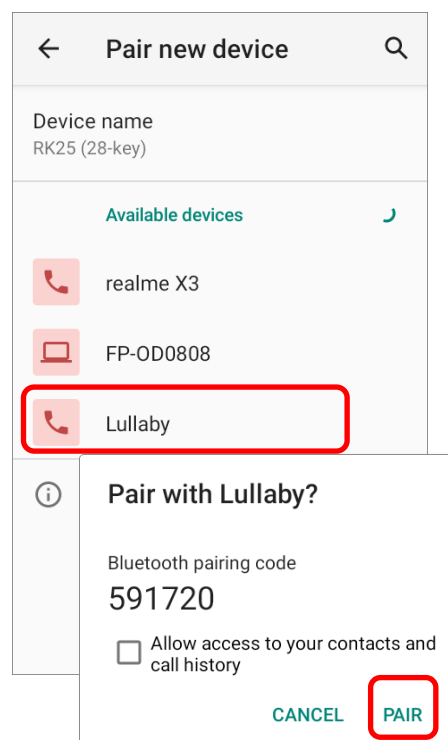 Pair new device
Device name
RK25 (28-key)
Available devices
realme X3
FP-OD0808
Lullaby
Pair with Lullaby?
Bluetooth pairing code
591720
Allow access to your contacts and
call history
CANCEL PAIR